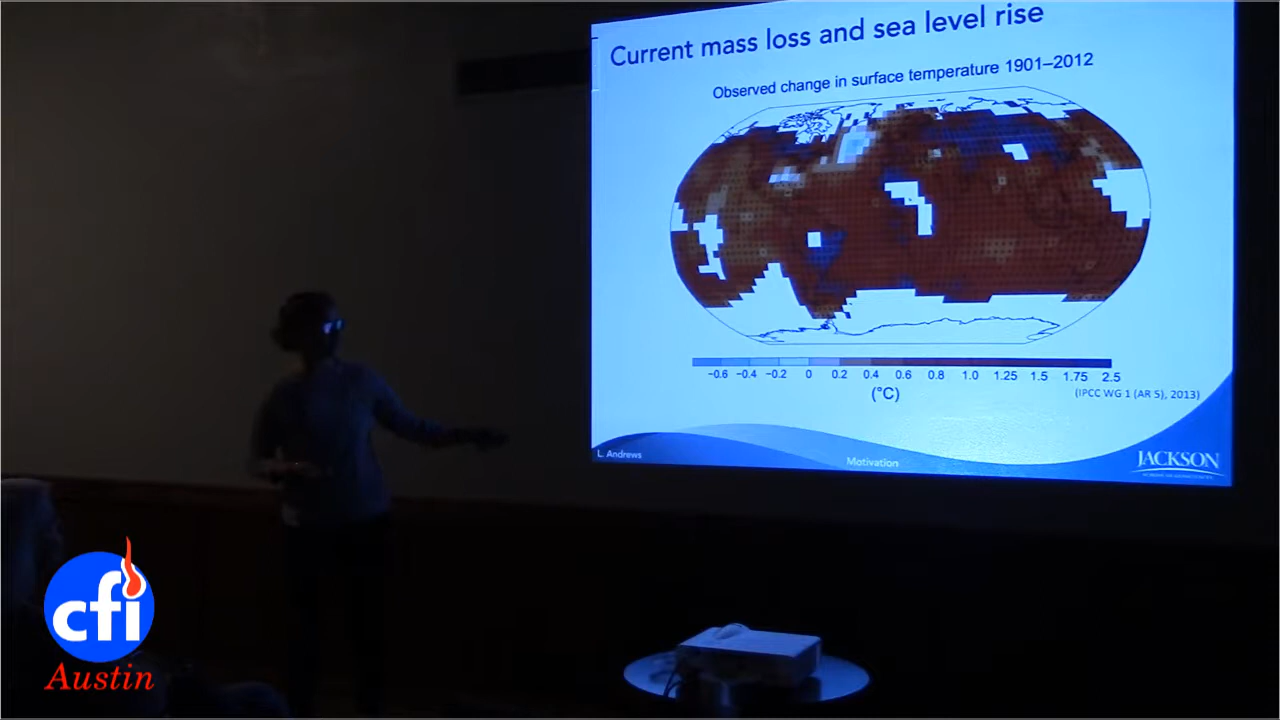 Current mass loss and sea level rise
Observed change in surface temperature 1901–2012
−0.6 −0.4 −0.2 0 0.2 0.4 0.6 0.8 1.0 1.25 1.5 1.75 2.5
(°C)
(IPCC WG 1 (AR 5), 2013)
L. Andrews
Motivation
JACKSON
cfi
Austin